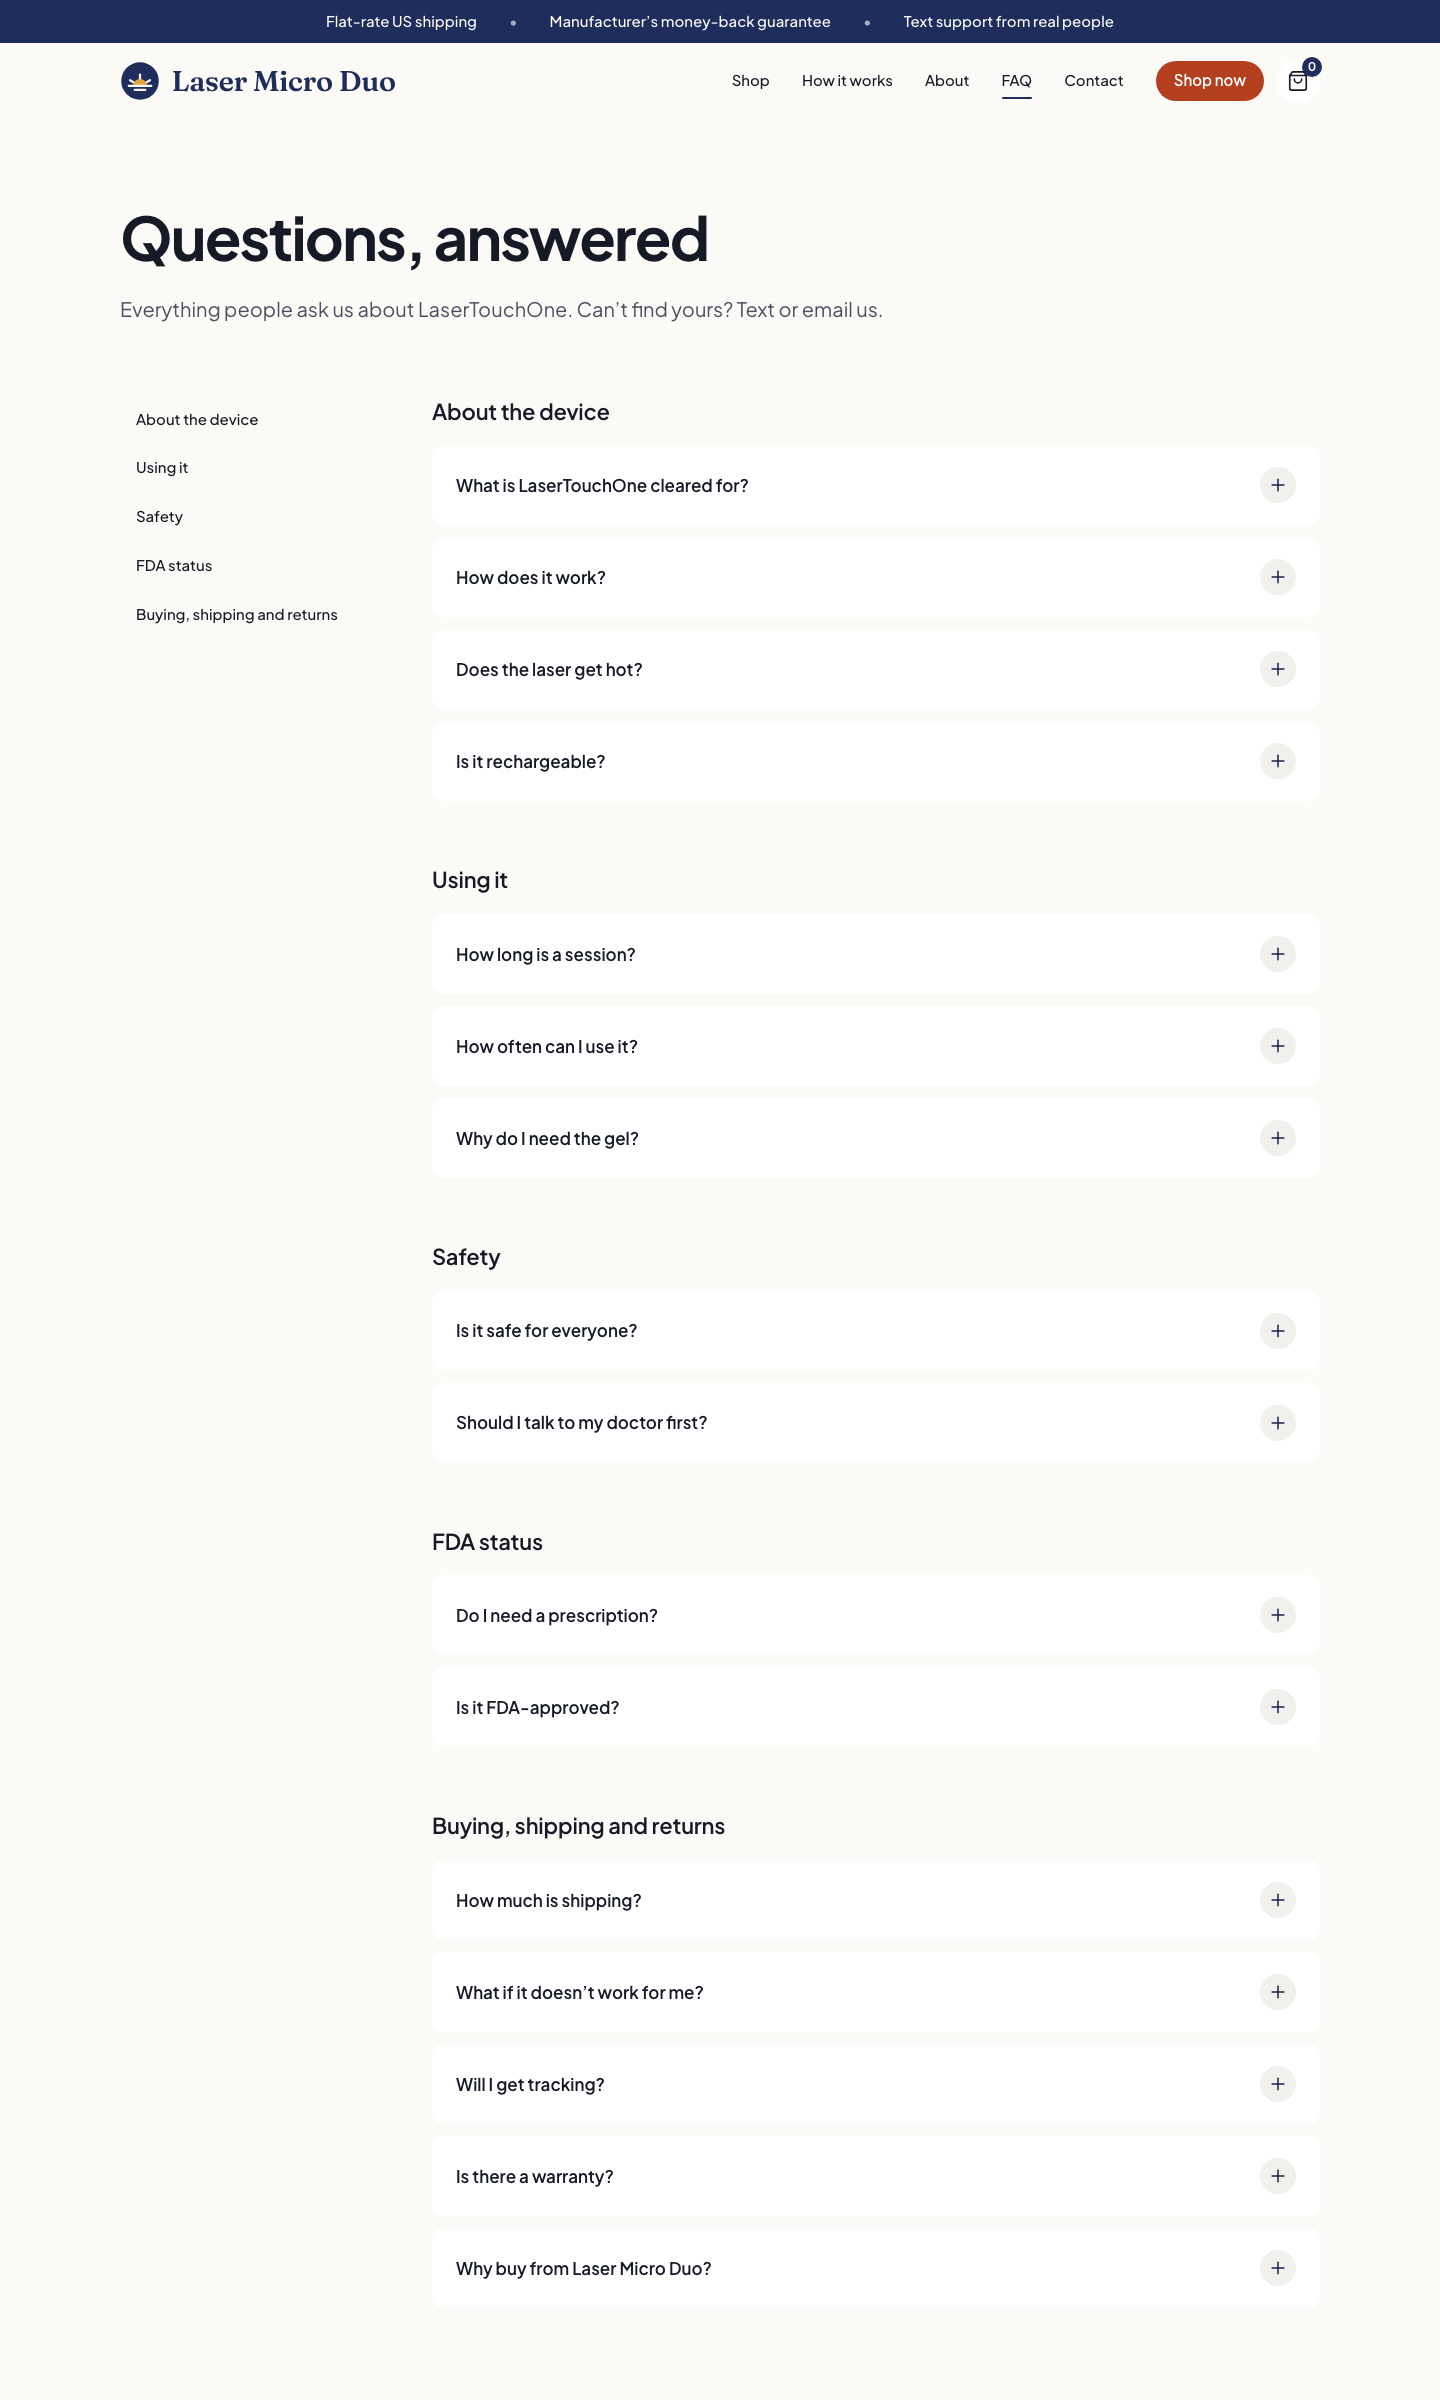 Flat-rate US shipping • Manufacturer’s money-back guarantee • Text support from real people
Laser Micro Duo
Shop How it works About FAQ Contact Shop now 0
Questions, answered
Everything people ask us about LaserTouchOne. Can’t find yours? Text or email us.
About the device
Using it
Safety
FDA status
Buying, shipping and returns
About the device
What is LaserTouchOne cleared for?
How does it work?
Does the laser get hot?
Is it rechargeable?
Using it
How long is a session?
How often can I use it?
Why do I need the gel?
Safety
Is it safe for everyone?
Should I talk to my doctor first?
FDA status
Do I need a prescription?
Is it FDA-approved?
Buying, shipping and returns
How much is shipping?
What if it doesn’t work for me?
Will I get tracking?
Is there a warranty?
Why buy from Laser Micro Duo?